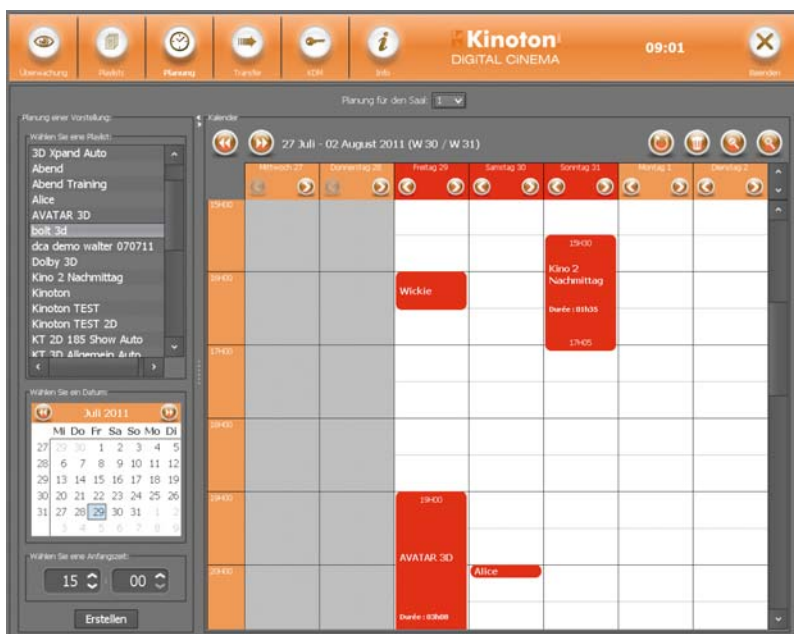 Überwachung Playlists Planung Transfer KDM Info
Kinoton
DIGITAL CINEMA
09:01
Beenden
Planung für den Saal: 1
Planung einer Vorstellung:
Wählen Sie eine Playlist:
3D Xpand Auto
Abend
Abend Training
Alice
AVATAR 3D
bolt 3d
dca demo walter 070711
Dolby 3D
Kino 2 Nachmittag
Kinoton
Kinoton TEST
Kinoton TEST 2D
KT 2D 185 Show Auto
KT 3D Allgemein Auto
Wählen Sie ein Datum:
Juli 2011
Mi Do Fr Sa So Mo Di
27 29 30 1 2 3 4 5
28 6 7 8 9 10 11 12
29 13 14 15 16 17 18 19
30 20 21 22 23 24 25 26
31 27 28 29 30 31 1 2
3 4 5 6 7 8 9
Wählen Sie eine Anfangszeit:
15 : 00
Erstellen
Kalender
27 Juli - 02 August 2011 (W 30 / W 31)
Mittwoch 27 Donnerstag 28 Freitag 29 Samstag 30 Sonntag 31 Montag 1 Dienstag 2
15H00
15H30
Kino 2
Nachmittag
Durée : 01h35
17H05
16H00
Wickie
17H00
18H00
19H00
19H00
AVATAR 3D
Durée : 03h08
20H00
Alice